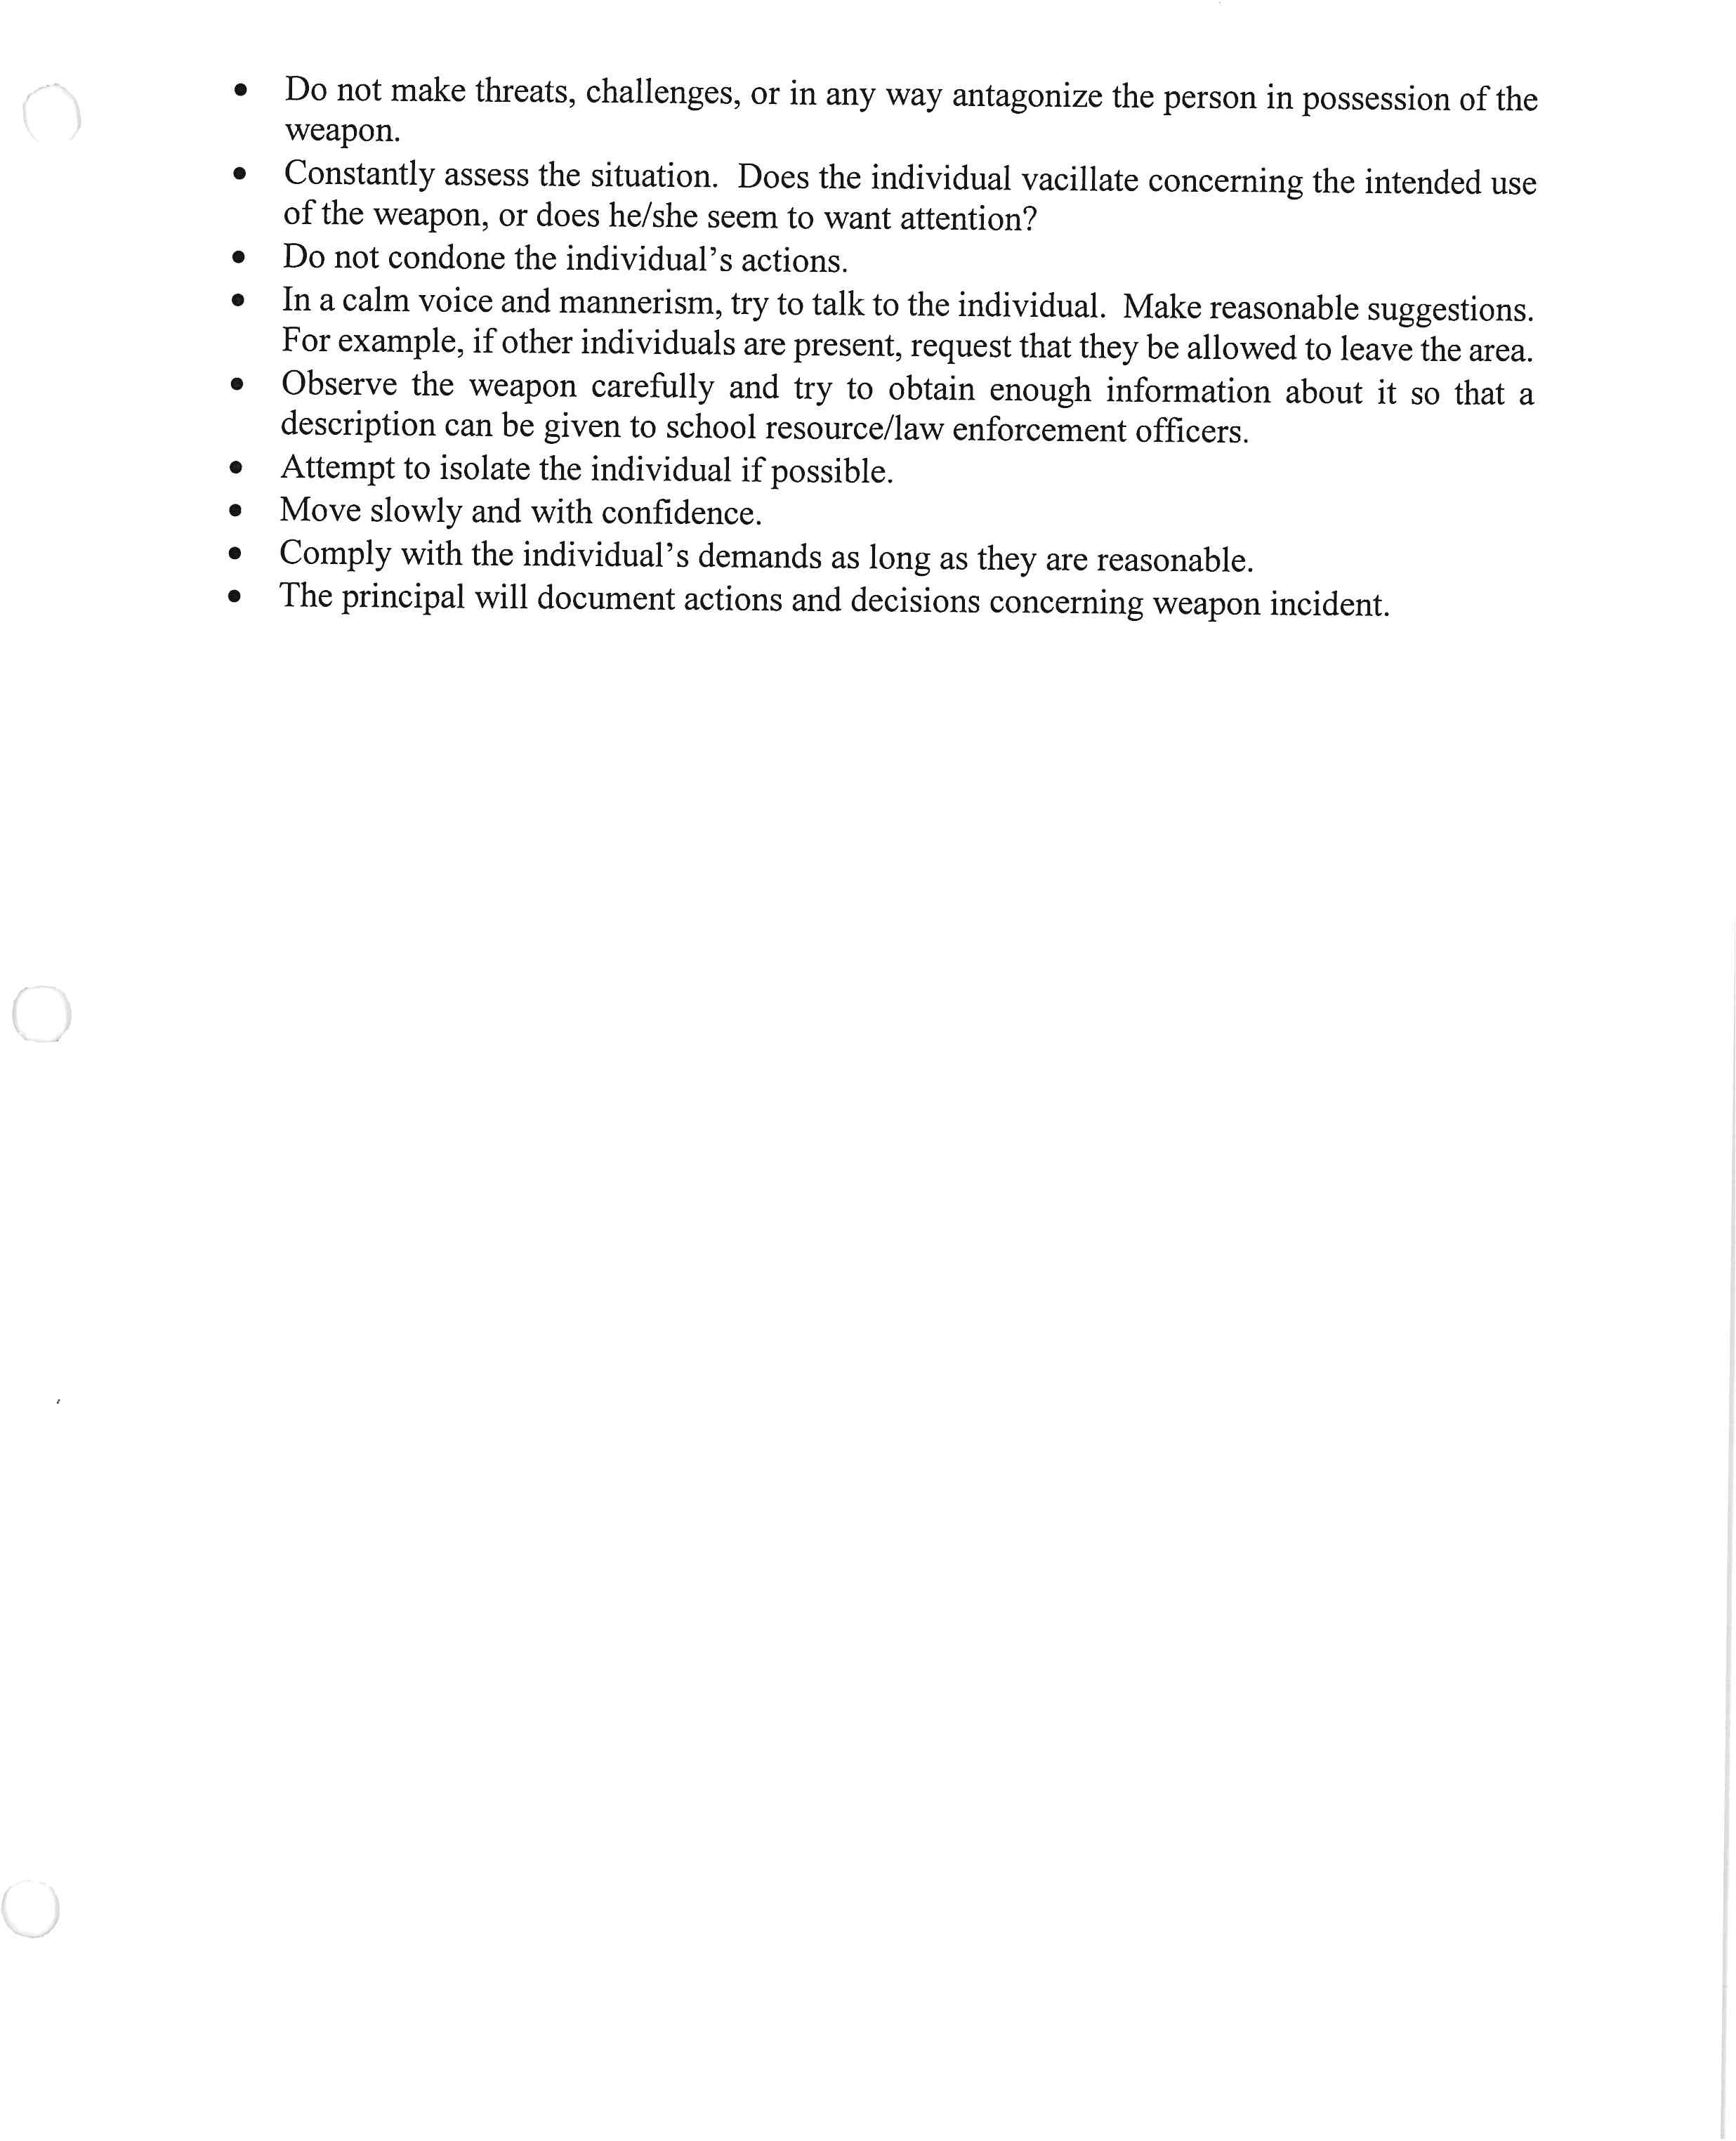 • Do not make threats, challenges, or in any way antagonize the person in possession of the
weapon.
• Constantly assess the situation. Does the individual vacillate concerning the intended use
of the weapon, or does he/she seem to want attention?
• Do not condone the individual's actions.
• In a calm voice and mannerism, try to talk to the individual. Make reasonable suggestions.
For example, if other individuals are present, request that they be allowed to leave the area.
• Observe the weapon carefully and try to obtain enough information about it so that a
description can be given to school resource/law enforcement officers.
• Attempt to isolate the individual if possible.
• Move slowly and with confidence.
• Comply with the individual's demands as long as they are reasonable.
• The principal will document actions and decisions concerning weapon incident.